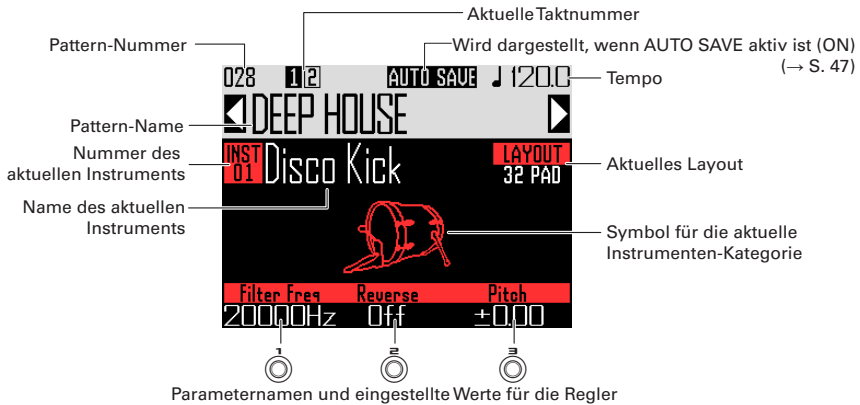 Aktuelle Taktnummer
Pattern-Nummer
Wird dargestellt, wenn AUTO SAVE aktiv ist (ON)
(→ S. 47)
028 1 2 AUTO SAVE ♩ 120.0
Tempo
DEEP HOUSE
Pattern-Name
Nummer des
aktuellen Instruments
INST
01
Disco Kick
LAYOUT
32 PAD
Aktuelles Layout
Name des aktuellen
Instruments
Symbol für die aktuelle
Instrumenten-Kategorie
Filter Freq Reverse Pitch
20000Hz Off ±0.00
1 2 3
Parameternamen und eingestellte Werte für die Regler